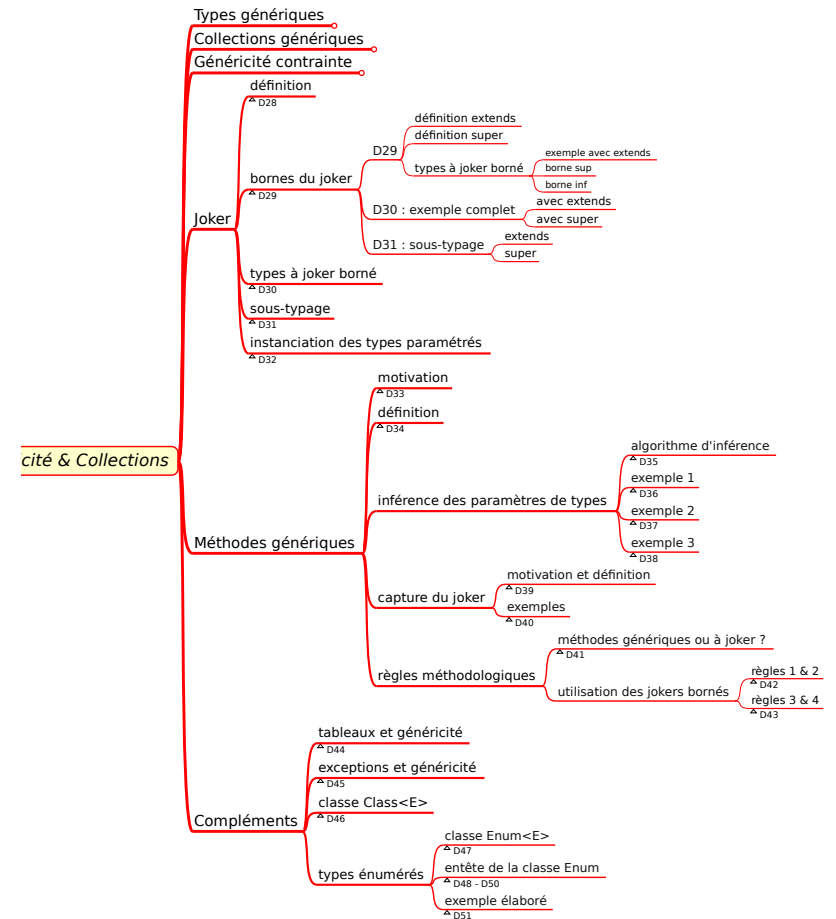 Types génériques
Collections génériques
Généricité contrainte
Joker
définition
D28
bornes du joker
D29
D29
définition extends
définition super
types à joker borné
exemple avec extends
borne sup
borne inf
D30 : exemple complet
avec extends
avec super
D31 : sous-typage
extends
super
types à joker borné
D30
sous-typage
D31
instanciation des types paramétrés
D32
cité & Collections
Méthodes génériques
motivation
D33
définition
D34
inférence des paramètres de types
algorithme d'inférence
D35
exemple 1
D36
exemple 2
D37
exemple 3
D38
capture du joker
motivation et définition
D39
exemples
D40
règles méthodologiques
méthodes génériques ou à joker ?
D41
utilisation des jokers bornés
règles 1 & 2
D42
règles 3 & 4
D43
Compléments
tableaux et généricité
D44
exceptions et généricité
D45
classe Class<E>
D46
types énumérés
classe Enum<E>
D47
entête de la classe Enum
D48 - D50
exemple élaboré
D51